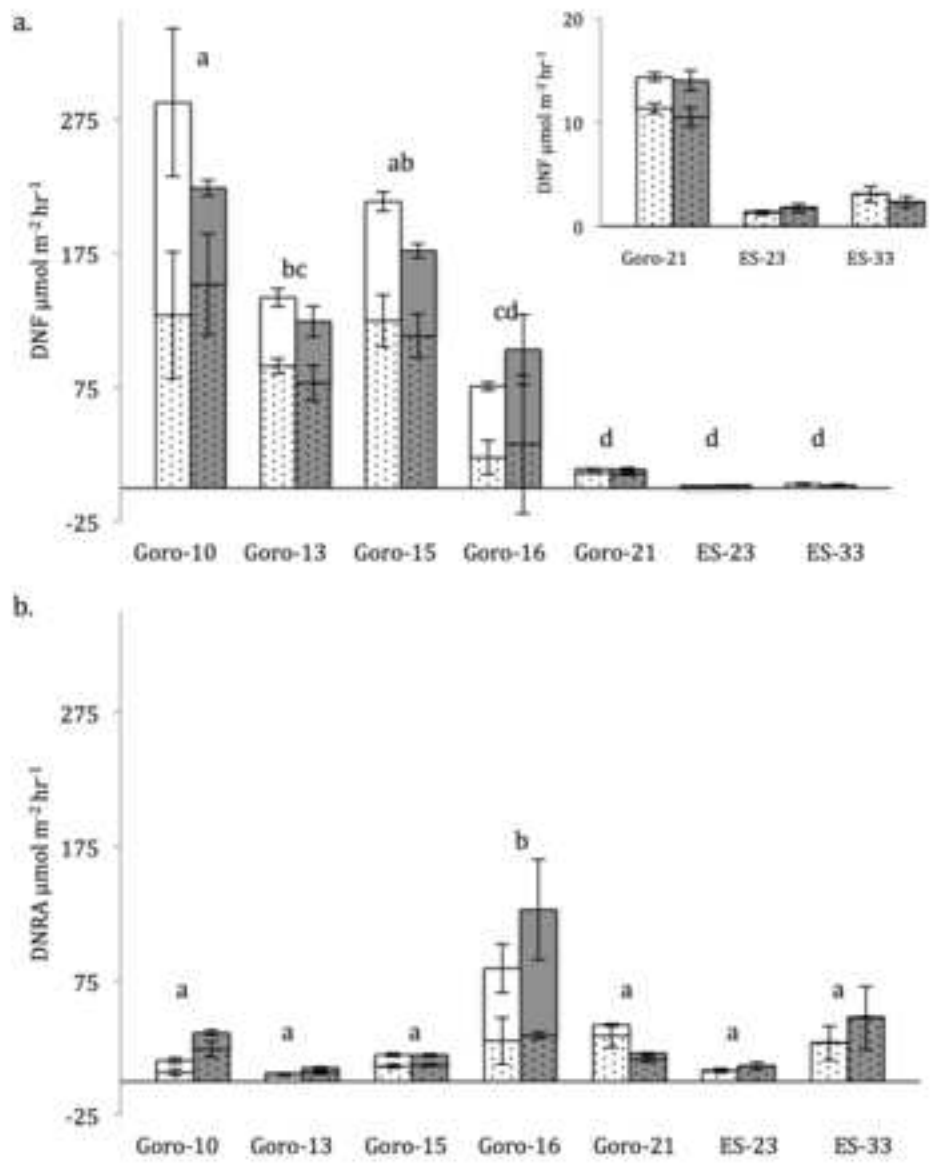 a.
20
10
0
DNF µmol m⁻² hr⁻¹
Goro-21 ES-23 ES-33
275
175
75
-25
DNF µmol m⁻² hr⁻¹
a
bc
ab
cd
d
d
d
Goro-10 Goro-13 Goro-15 Goro-16 Goro-21 ES-23 ES-33
b.
275
175
75
-25
DNRA µmol m⁻² hr⁻¹
a
a
a
b
a
a
a
Goro-10 Goro-13 Goro-15 Goro-16 Goro-21 ES-23 ES-33